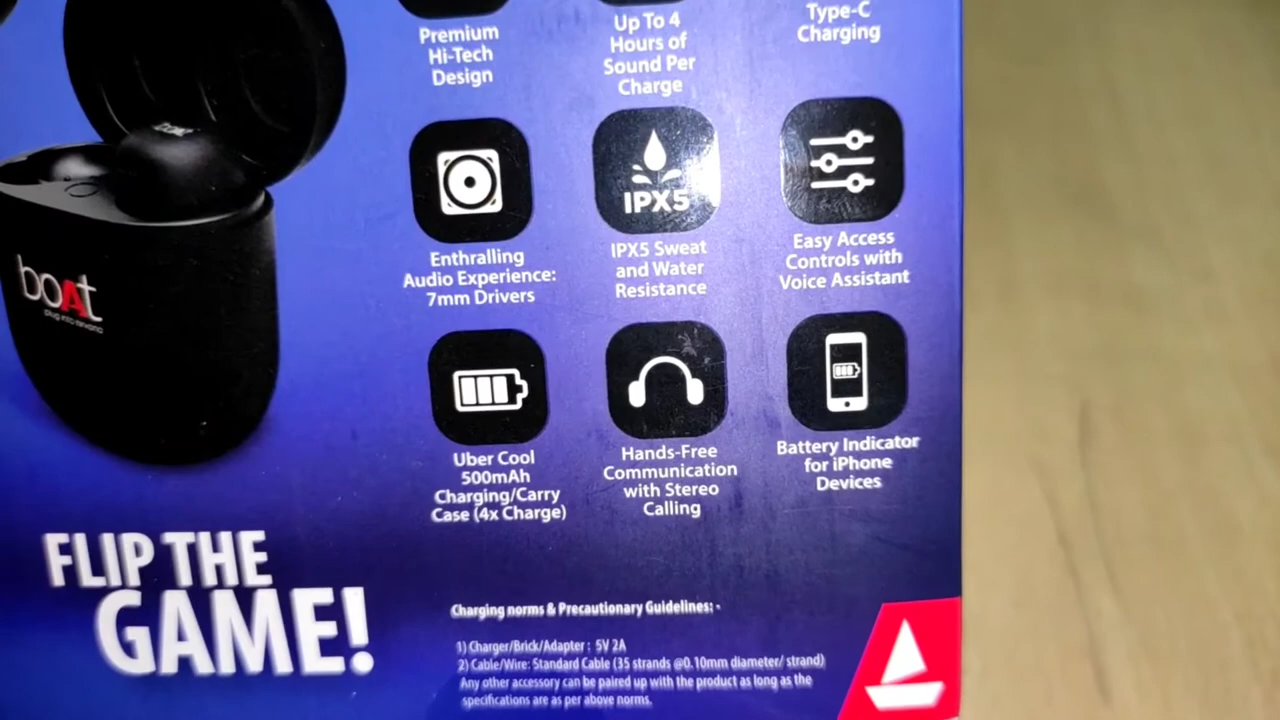 Premium
Hi-Tech
Design
Up To 4
Hours of
Sound Per
Charge
Type-C
Charging
IPX5
Enthralling
Audio Experience:
7mm Drivers
IPX5 Sweat
and Water
Resistance
Easy Access
Controls with
Voice Assistant
boAt
plug into nirvana
Uber Cool
500mAh
Charging/Carry
Case (4x Charge)
Hands-Free
Communication
with Stereo
Calling
Battery Indicator
for iPhone
Devices
FLIP THE
GAME!
Charging norms & Precautionary Guidelines: -
1) Charger/Brick/Adapter : 5V 2A
2) Cable/Wire: Standard Cable (35 strands @0.10mm diameter/ strand)
Any other accessory can be paired up with the product as long as the
specifications are as per above norms.